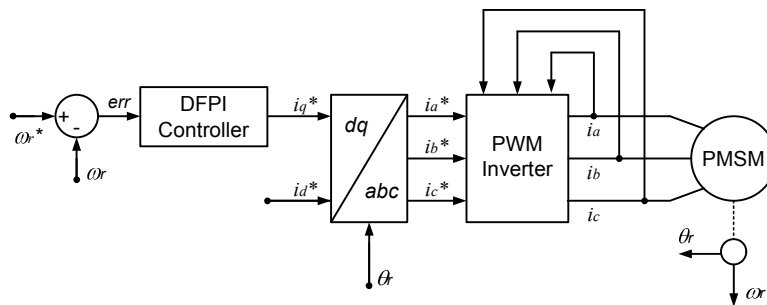 ωr*
+
-
ωr
err
DFPI
Controller
iq*
id*
dq
abc
θr
ia*
ib*
ic*
PWM
Inverter
ia
ib
ic
PMSM
θr
ωr